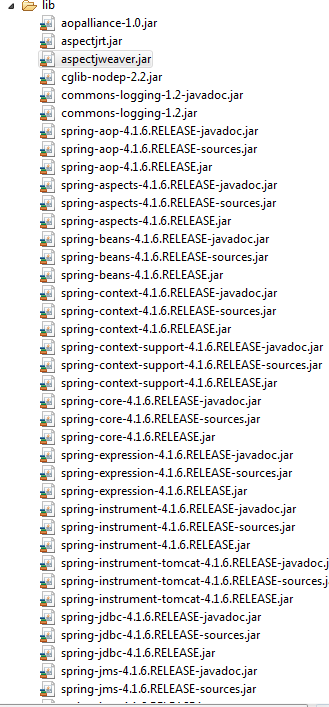 lib
aopalliance-1.0.jar
aspectjrt.jar
aspectjweaver.jar
cglib-nodep-2.2.jar
commons-logging-1.2-javadoc.jar
commons-logging-1.2.jar
spring-aop-4.1.6.RELEASE-javadoc.jar
spring-aop-4.1.6.RELEASE-sources.jar
spring-aop-4.1.6.RELEASE.jar
spring-aspects-4.1.6.RELEASE-javadoc.jar
spring-aspects-4.1.6.RELEASE-sources.jar
spring-aspects-4.1.6.RELEASE.jar
spring-beans-4.1.6.RELEASE-javadoc.jar
spring-beans-4.1.6.RELEASE-sources.jar
spring-beans-4.1.6.RELEASE.jar
spring-context-4.1.6.RELEASE-javadoc.jar
spring-context-4.1.6.RELEASE-sources.jar
spring-context-4.1.6.RELEASE.jar
spring-context-support-4.1.6.RELEASE-javadoc.jar
spring-context-support-4.1.6.RELEASE-sources.jar
spring-context-support-4.1.6.RELEASE.jar
spring-core-4.1.6.RELEASE-javadoc.jar
spring-core-4.1.6.RELEASE-sources.jar
spring-core-4.1.6.RELEASE.jar
spring-expression-4.1.6.RELEASE-javadoc.jar
spring-expression-4.1.6.RELEASE-sources.jar
spring-expression-4.1.6.RELEASE.jar
spring-instrument-4.1.6.RELEASE-javadoc.jar
spring-instrument-4.1.6.RELEASE-sources.jar
spring-instrument-4.1.6.RELEASE.jar
spring-instrument-tomcat-4.1.6.RELEASE-javadoc.j
spring-instrument-tomcat-4.1.6.RELEASE-sources.j
spring-instrument-tomcat-4.1.6.RELEASE.jar
spring-jdbc-4.1.6.RELEASE-javadoc.jar
spring-jdbc-4.1.6.RELEASE-sources.jar
spring-jdbc-4.1.6.RELEASE.jar
spring-jms-4.1.6.RELEASE-javadoc.jar
spring-jms-4.1.6.RELEASE-sources.jar